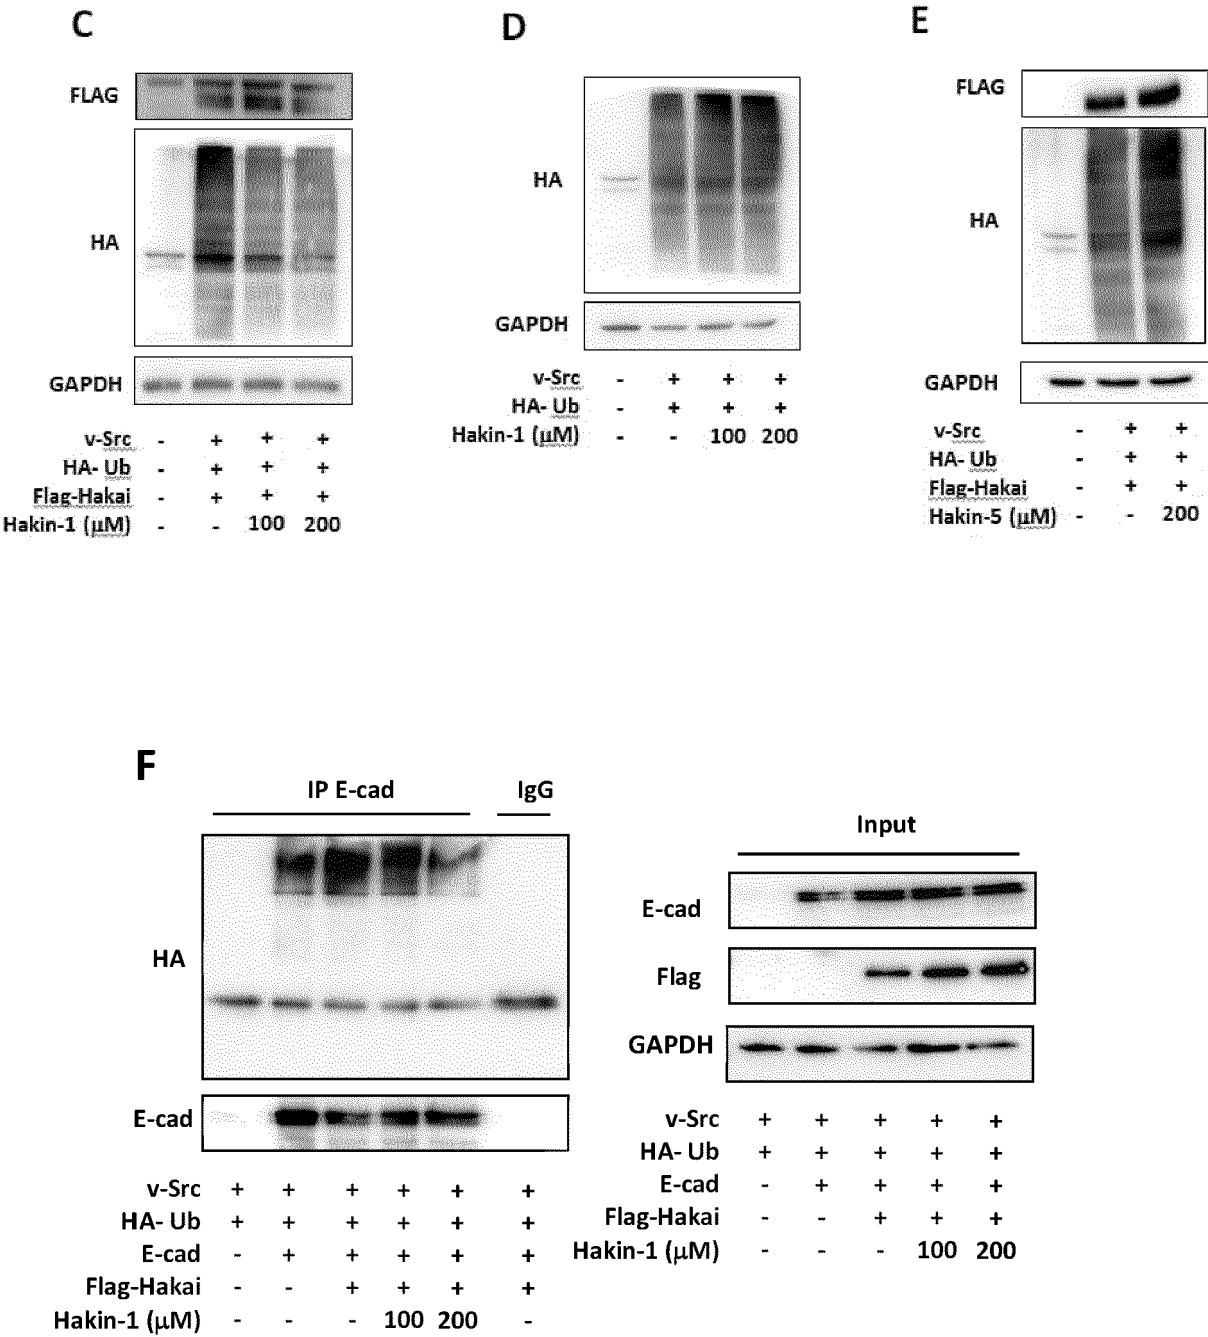 C
FLAG
HA
GAPDH
v-Src - + + +
HA- Ub - + + +
Flag-Hakai - + + +
Hakin-1 (μM) - - 100 200
D
HA
GAPDH
v-Src - + + +
HA- Ub - + + +
Hakin-1 (μM) - - 100 200
E
FLAG
HA
GAPDH
v-Src - + +
HA- Ub - + +
Flag-Hakai - + +
Hakin-5 (μM) - - 200
F
IP E-cad IgG
HA
E-cad
v-Src + + + + + +
HA- Ub + + + + + +
E-cad - + + + + +
Flag-Hakai - - + + + +
Hakin-1 (μM) - - - 100 200 -
Input
E-cad
Flag
GAPDH
v-Src + + + + +
HA- Ub + + + + +
E-cad - + + + +
Flag-Hakai - - + + +
Hakin-1 (μM) - - - 100 200